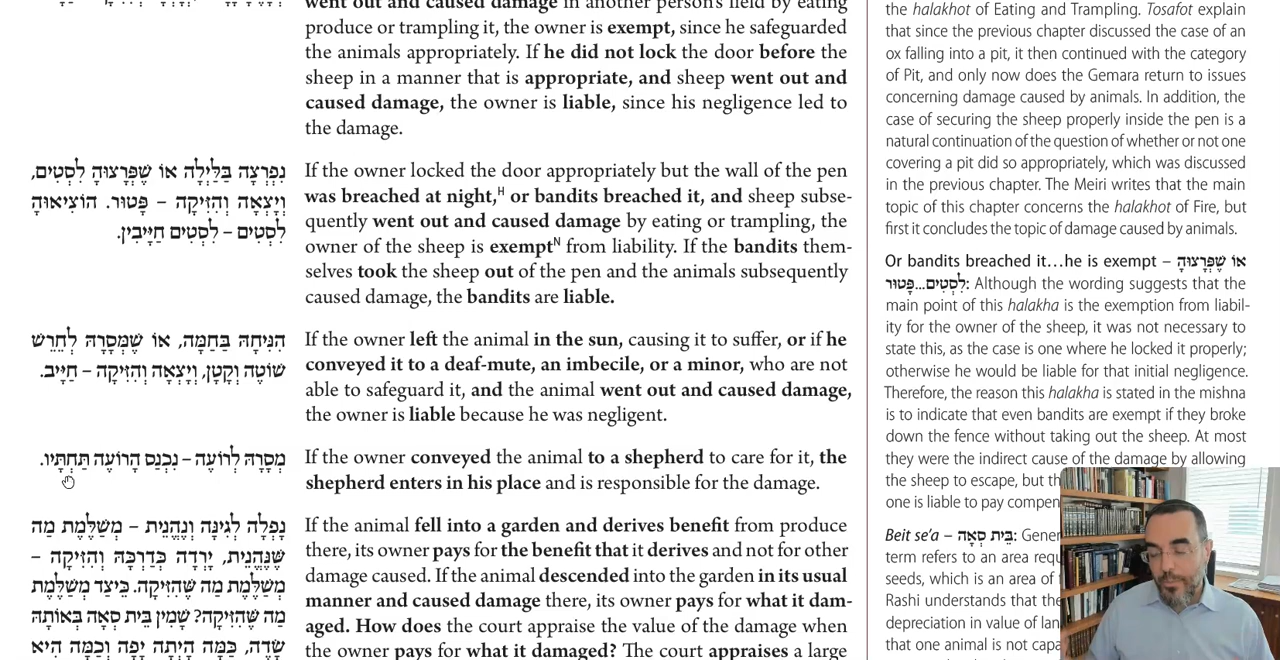 נִפְרְצָה בַּלַּיְלָה אוֹ שֶׁפְּרָצוּהָ לִסְטִים,
וְיָצְאָה וְהִזִּיקָה – פָּטוּר. הוֹצִיאוּהָ
לִסְטִים – לִסְטִים חַיָּיבִין.
הִנִּיחָהּ בַּחַמָּה, אוֹ שֶׁמְּסָרָהּ לְחֵרֵשׁ
שׁוֹטֶה וְקָטָן, וְיָצְאָה וְהִזִּיקָה – חַיָּיב.
מְסָרָהּ לְרוֹעֶה – נִכְנַס הָרוֹעֶה תַּחְתָּיו.
נָפְלָה לְגִינָּה וְנֶהֱנֵית – מְשַׁלֶּמֶת מַה
שֶּׁנֶּהֱנֵית, יָרְדָה כְּדַרְכָּהּ וְהִזִּיקָה –
מְשַׁלֶּמֶת מַה שֶּׁהִזִּיקָה. כֵּיצַד מְשַׁלֶּמֶת
מַה שֶּׁהִזִּיקָה? שָׁמִין בֵּית סְאָה בְּאוֹתָהּ
שָׂדֶה, כַּמָּה הָיְתָה יָפָה וְכַמָּה הִיא
went out and caused damage in another person's field by eating
produce or trampling it, the owner is exempt, since he safeguarded
the animals appropriately. If he did not lock the door before the
sheep in a manner that is appropriate, and sheep went out and
caused damage, the owner is liable, since his negligence led to
the damage.
If the owner locked the door appropriately but the wall of the pen
was breached at night,ᴴ or bandits breached it, and sheep subse-
quently went out and caused damage by eating or trampling, the
owner of the sheep is exemptᴺ from liability. If the bandits them-
selves took the sheep out of the pen and the animals subsequently
caused damage, the bandits are liable.
If the owner left the animal in the sun, causing it to suffer, or if he
conveyed it to a deaf-mute, an imbecile, or a minor, who are not
able to safeguard it, and the animal went out and caused damage,
the owner is liable because he was negligent.
If the owner conveyed the animal to a shepherd to care for it, the
shepherd enters in his place and is responsible for the damage.
If the animal fell into a garden and derives benefit from produce
there, its owner pays for the benefit that it derives and not for other
damage caused. If the animal descended into the garden in its usual
manner and caused damage there, its owner pays for what it dam-
aged. How does the court appraise the value of the damage when
the owner pays for what it damaged? The court appraises a large
the halakhot of Eating and Trampling. Tosafot explain
that since the previous chapter discussed the case of an
ox falling into a pit, it then continued with the category
of Pit, and only now does the Gemara return to issues
concerning damage caused by animals. In addition, the
case of securing the sheep properly inside the pen is a
natural continuation of the question of whether or not one
covering a pit did so appropriately, which was discussed
in the previous chapter. The Meiri writes that the main
topic of this chapter concerns the halakhot of Fire, but
first it concludes the topic of damage caused by animals.
Or bandits breached it…he is exempt – אוֹ שֶׁפְּרָצוּהָ
לִסְטִים...פָּטוּר: Although the wording suggests that the
main point of this halakha is the exemption from liabil-
ity for the owner of the sheep, it was not necessary to
state this, as the case is one where he locked it properly;
otherwise he would be liable for that initial negligence.
Therefore, the reason this halakha is stated in the mishna
is to indicate that even bandits are exempt if they broke
down the fence without taking out the sheep. At most
they were the indirect cause of the damage by allowing
the sheep to escape, but th
one is liable to pay compen
Beit se'a – בֵּית סְאָה: Gener
term refers to an area requ
seeds, which is an area of
Rashi understands that the
depreciation in value of lan
that one animal is not capa